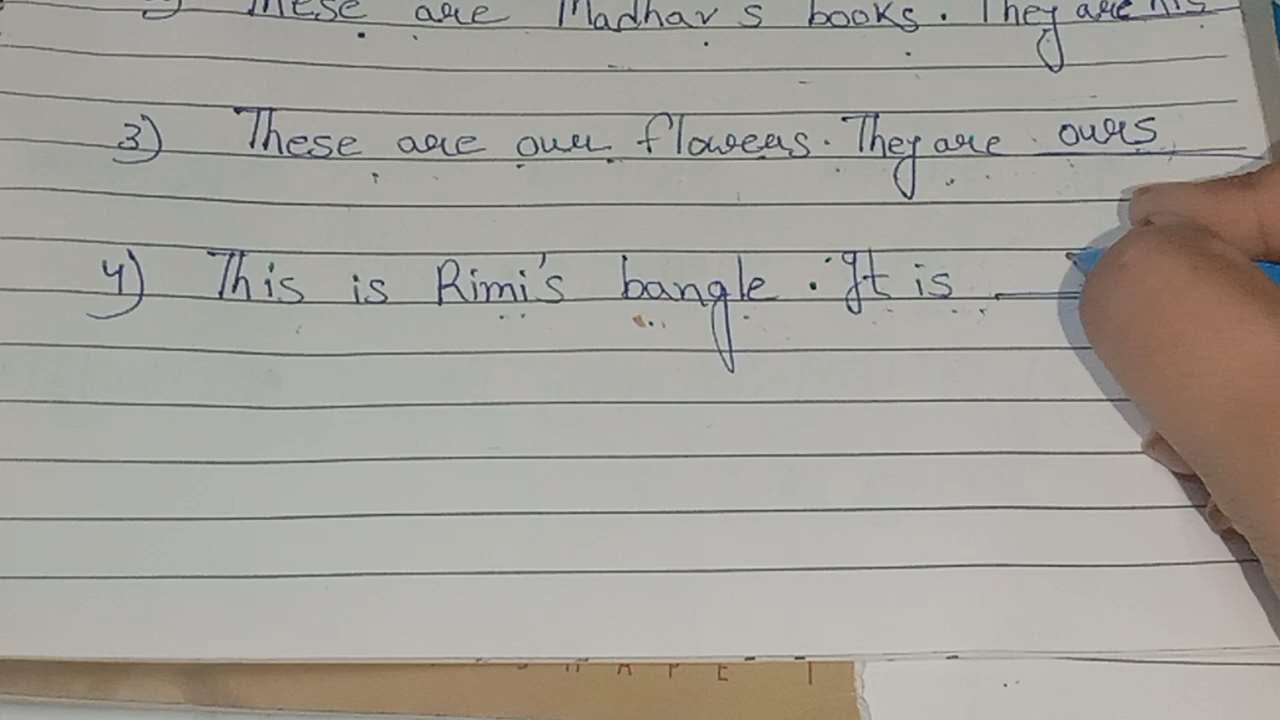 These are Madhav's books. They are his
3) These are our flowers. They are ours
4) This is Rimi's bangle. It is